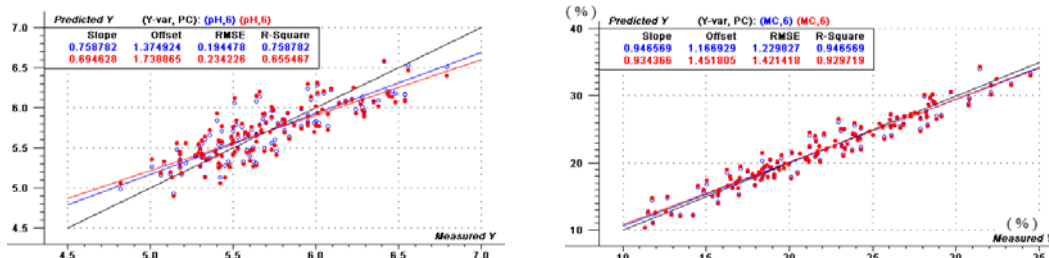 Predicted Y (Y-var, PC): (pH,6) (pH,6)
Slope Offset RMSE R-Square
0.758782 1.374924 0.194478 0.758782
0.694628 1.738865 0.234226 0.655467
7.0
6.5
6.0
5.5
5.0
4.5
Measured Y
4.5 5.0 5.5 6.0 6.5 7.0
(%)
Predicted Y (Y-var, PC): (MC,6) (MC,6)
Slope Offset RMSE R-Square
0.946569 1.166929 1.229827 0.946569
0.934366 1.451805 1.421418 0.929719
40
30
20
10
(%)
Measured Y
10 15 20 25 30 35